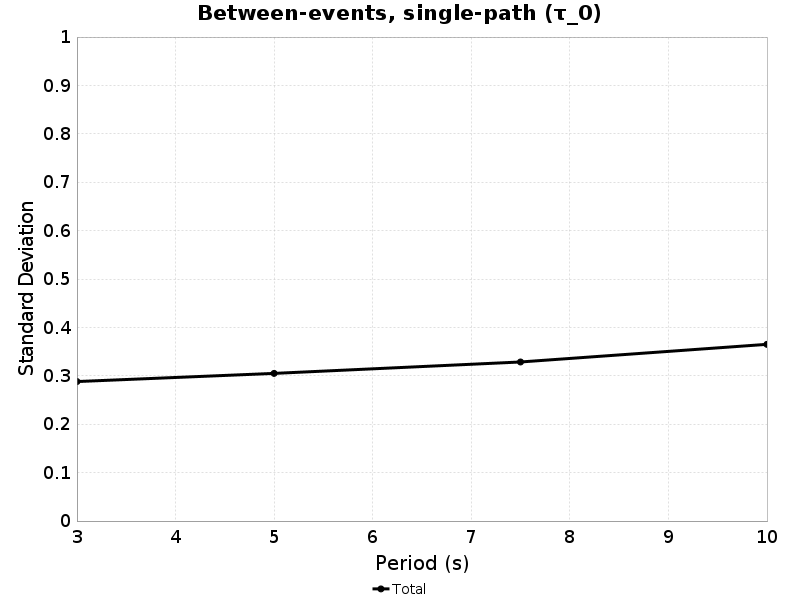 Between-events, single-path (τ_0)
1
0.9
0.8
0.7
0.6
0.5
0.4
0.3
0.2
0.1
0
Standard Deviation
3 4 5 6 7 8 9 10
Period (s)
Total